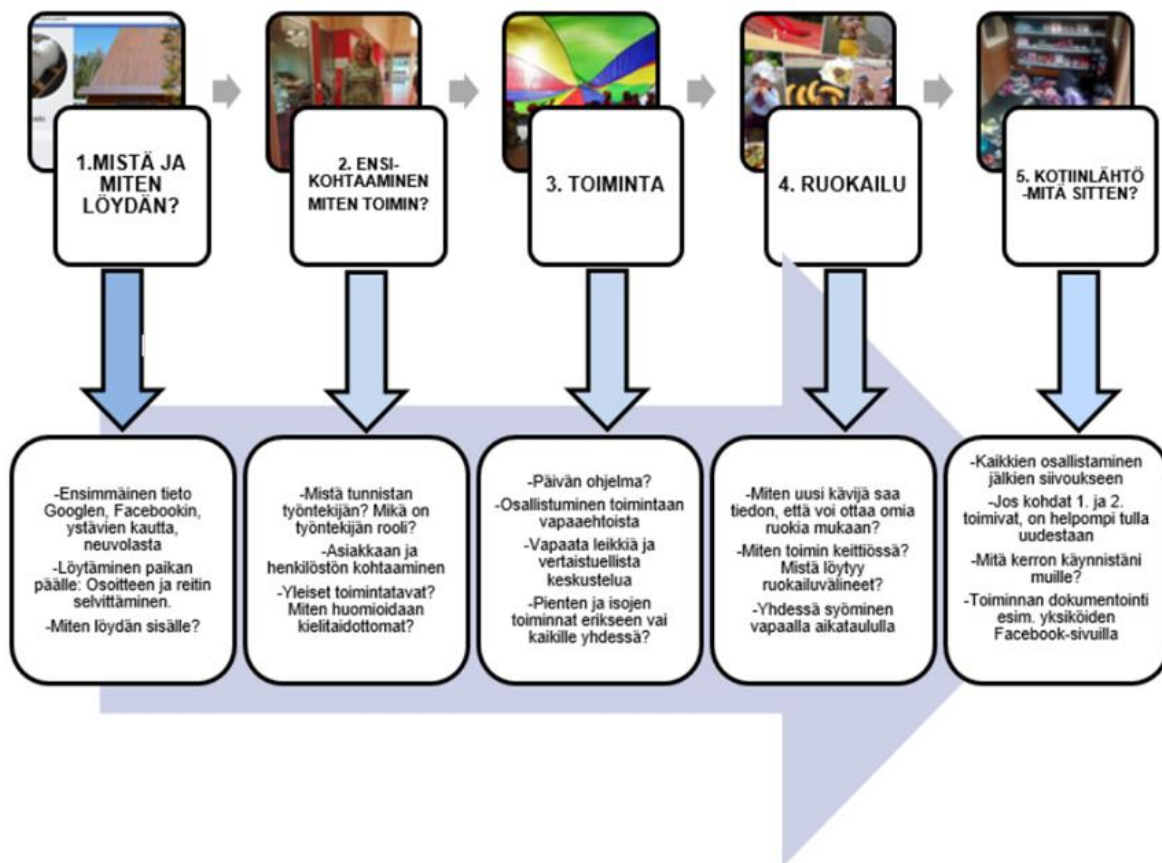 1.MISTÄ JA
MITEN
LÖYDÄN?
2. ENSI-
KOHTAAMINEN
MITEN TOIMIN?
3. TOIMINTA
4. RUOKAILU
5. KOTIINLÄHTÖ
-MITÄ SITTEN?
-Ensimmäinen tieto
Googlen, Facebookin,
ystävien kautta,
neuvolasta
-Löytäminen paikan
päälle: Osoitteen ja reitin
selvittäminen.
-Miten löydän sisälle?
-Mistä tunnistan
työntekijän? Mikä on
työntekijän rooli?
-Asiakkaan ja
henkilöstön kohtaaminen
-Yleiset toimintatavat?
Miten huomioidaan
kielitaidottomat?
-Päivän ohjelma?
-Osallistuminen toimintaan
vapaaehtoista
-Vapaata leikkiä ja
vertaistuellista
keskustelua
-Pienten ja isojen
toiminnat erikseen vai
kaikille yhdessä?
-Miten uusi kävijä saa
tiedon, että voi ottaa omia
ruokia mukaan?
-Miten toimin keittiössä?
Mistä löytyy
ruokailuvälineet?
-Yhdessä syöminen
vapaalla aikataululla
-Kaikkien osallistaminen
jälkien siivoukseen
-Jos kohdat 1. ja 2.
toimivat, on helpompi tulla
uudestaan
-Mitä kerron käynnistäni
muille?
-Toiminnan dokumentointi
esim. yksiköiden
Facebook-sivuilla